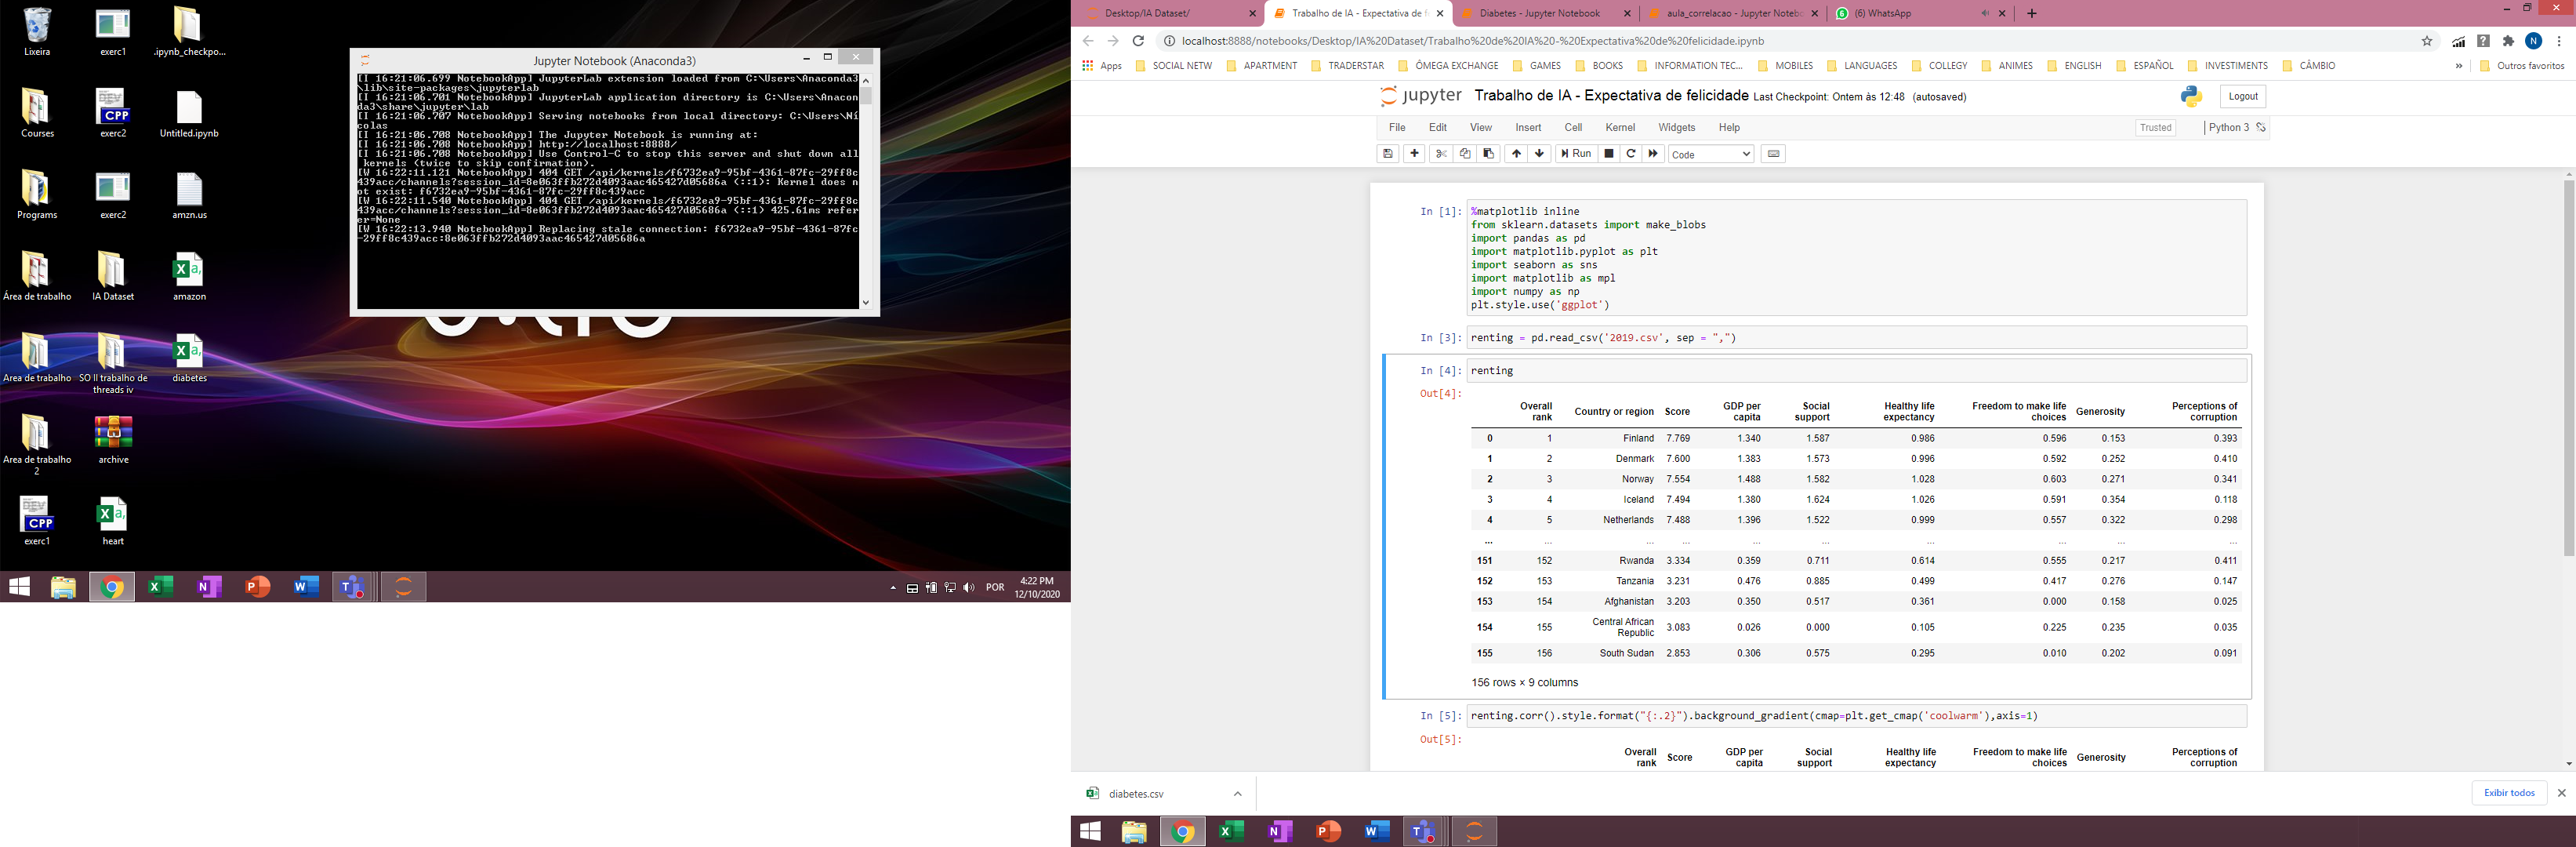 Lixeira
exerc1
.ipynb_checkpo...
Courses
exerc2
Untitled.ipynb
Programs
exerc2
amzn.us
Área de trabalho
IA Dataset
amazon
Area de trabalho
SO II trabalho de
threads iv
diabetes
Area de trabalho
2
archive
exerc1
heart
Jupyter Notebook (Anaconda3)
[I 16:21:06.699 NotebookApp] JupyterLab extension loaded from C:\Users\Anaconda3
\lib\site-packages\jupyterlab
[I 16:21:06.701 NotebookApp] JupyterLab application directory is C:\Users\Anacon
da3\share\jupyter\lab
[I 16:21:06.707 NotebookApp] Serving notebooks from local directory: C:\Users\Ní
colas
[I 16:21:06.708 NotebookApp] The Jupyter Notebook is running at:
[I 16:21:06.708 NotebookApp] http://localhost:8888/
[I 16:21:06.708 NotebookApp] Use Control-C to stop this server and shut down all
kernels (twice to skip confirmation).
[W 16:22:11.121 NotebookApp] 404 GET /api/kernels/f6732ea9-95bf-4361-87fc-29ff8c
439acc/channels?session_id=8e063ffb272d4093aac465427d05686a (::1): Kernel does n
ot exist: f6732ea9-95bf-4361-87fc-29ff8c439acc
[W 16:22:11.540 NotebookApp] 404 GET /api/kernels/f6732ea9-95bf-4361-87fc-29ff8c
439acc/channels?session_id=8e063ffb272d4093aac465427d05686a (::1) 425.61ms refer
er=None
[W 16:22:13.940 NotebookApp] Replacing stale connection: f6732ea9-95bf-4361-87fc
-29ff8c439acc:8e063ffb272d4093aac465427d05686a
POR
4:22 PM
12/10/2020
Desktop/IA Dataset/
Trabalho de IA - Expectativa de f
Diabetes - Jupyter Notebook
aula_correlacao - Jupyter Notebo
(6) WhatsApp
localhost:8888/notebooks/Desktop/IA%20Dataset/Trabalho%20de%20IA%20-%20Expectativa%20de%20felicidade.ipynb
Apps SOCIAL NETW APARTMENT TRADERSTAR ÓMEGA EXCHANGE GAMES BOOKS INFORMATION TEC... MOBILES LANGUAGES COLLEGY ANIMES ENGLISH ESPAÑOL INVESTIMENTS CÂMBIO » Outros favoritos
jupyter Trabalho de IA - Expectativa de felicidade Last Checkpoint: Ontem às 12:48 (autosaved) Logout
File Edit View Insert Cell Kernel Widgets Help Trusted Python 3
Run Code
In [1]: %matplotlib inline
from sklearn.datasets import make_blobs
import pandas as pd
import matplotlib.pyplot as plt
import seaborn as sns
import matplotlib as mpl
import numpy as np
plt.style.use('ggplot')
In [3]: renting = pd.read_csv('2019.csv', sep = ",")
In [4]: renting
Out[4]:
Overall rank Country or region Score GDP per capita Social support Healthy life expectancy Freedom to make life choices Generosity Perceptions of corruption
0 1 Finland 7.769 1.340 1.587 0.986 0.596 0.153 0.393
1 2 Denmark 7.600 1.383 1.573 0.996 0.592 0.252 0.410
2 3 Norway 7.554 1.488 1.582 1.028 0.603 0.271 0.341
3 4 Iceland 7.494 1.380 1.624 1.026 0.591 0.354 0.118
4 5 Netherlands 7.488 1.396 1.522 0.999 0.557 0.322 0.298
... ... ... ... ... ... ... ... ... ...
151 152 Rwanda 3.334 0.359 0.711 0.614 0.555 0.217 0.411
152 153 Tanzania 3.231 0.476 0.885 0.499 0.417 0.276 0.147
153 154 Afghanistan 3.203 0.350 0.517 0.361 0.000 0.158 0.025
154 155 Central African Republic 3.083 0.026 0.000 0.105 0.225 0.235 0.035
155 156 South Sudan 2.853 0.306 0.575 0.295 0.010 0.202 0.091
156 rows × 9 columns
In [5]: renting.corr().style.format("{:.2}").background_gradient(cmap=plt.get_cmap('coolwarm'),axis=1)
Out[5]:
Overall rank Score GDP per capita Social support Healthy life expectancy Freedom to make life choices Generosity Perceptions of corruption
diabetes.csv
Exibir todos